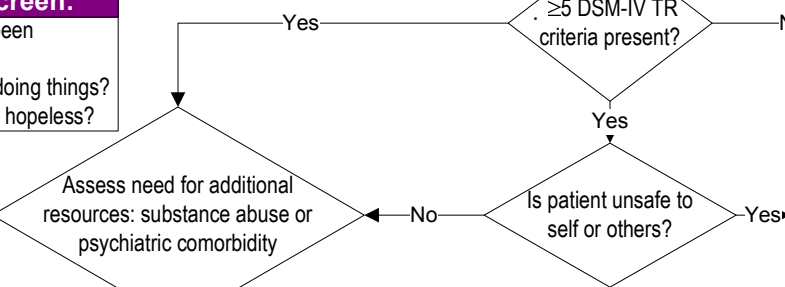 creen:
een
doing things?
hopeless?
Yes
≥5 DSM-IV TR
criteria present?
Yes
Assess need for additional
resources: substance abuse or
psychiatric comorbidity
No
Is patient unsafe to
self or others?
Yes